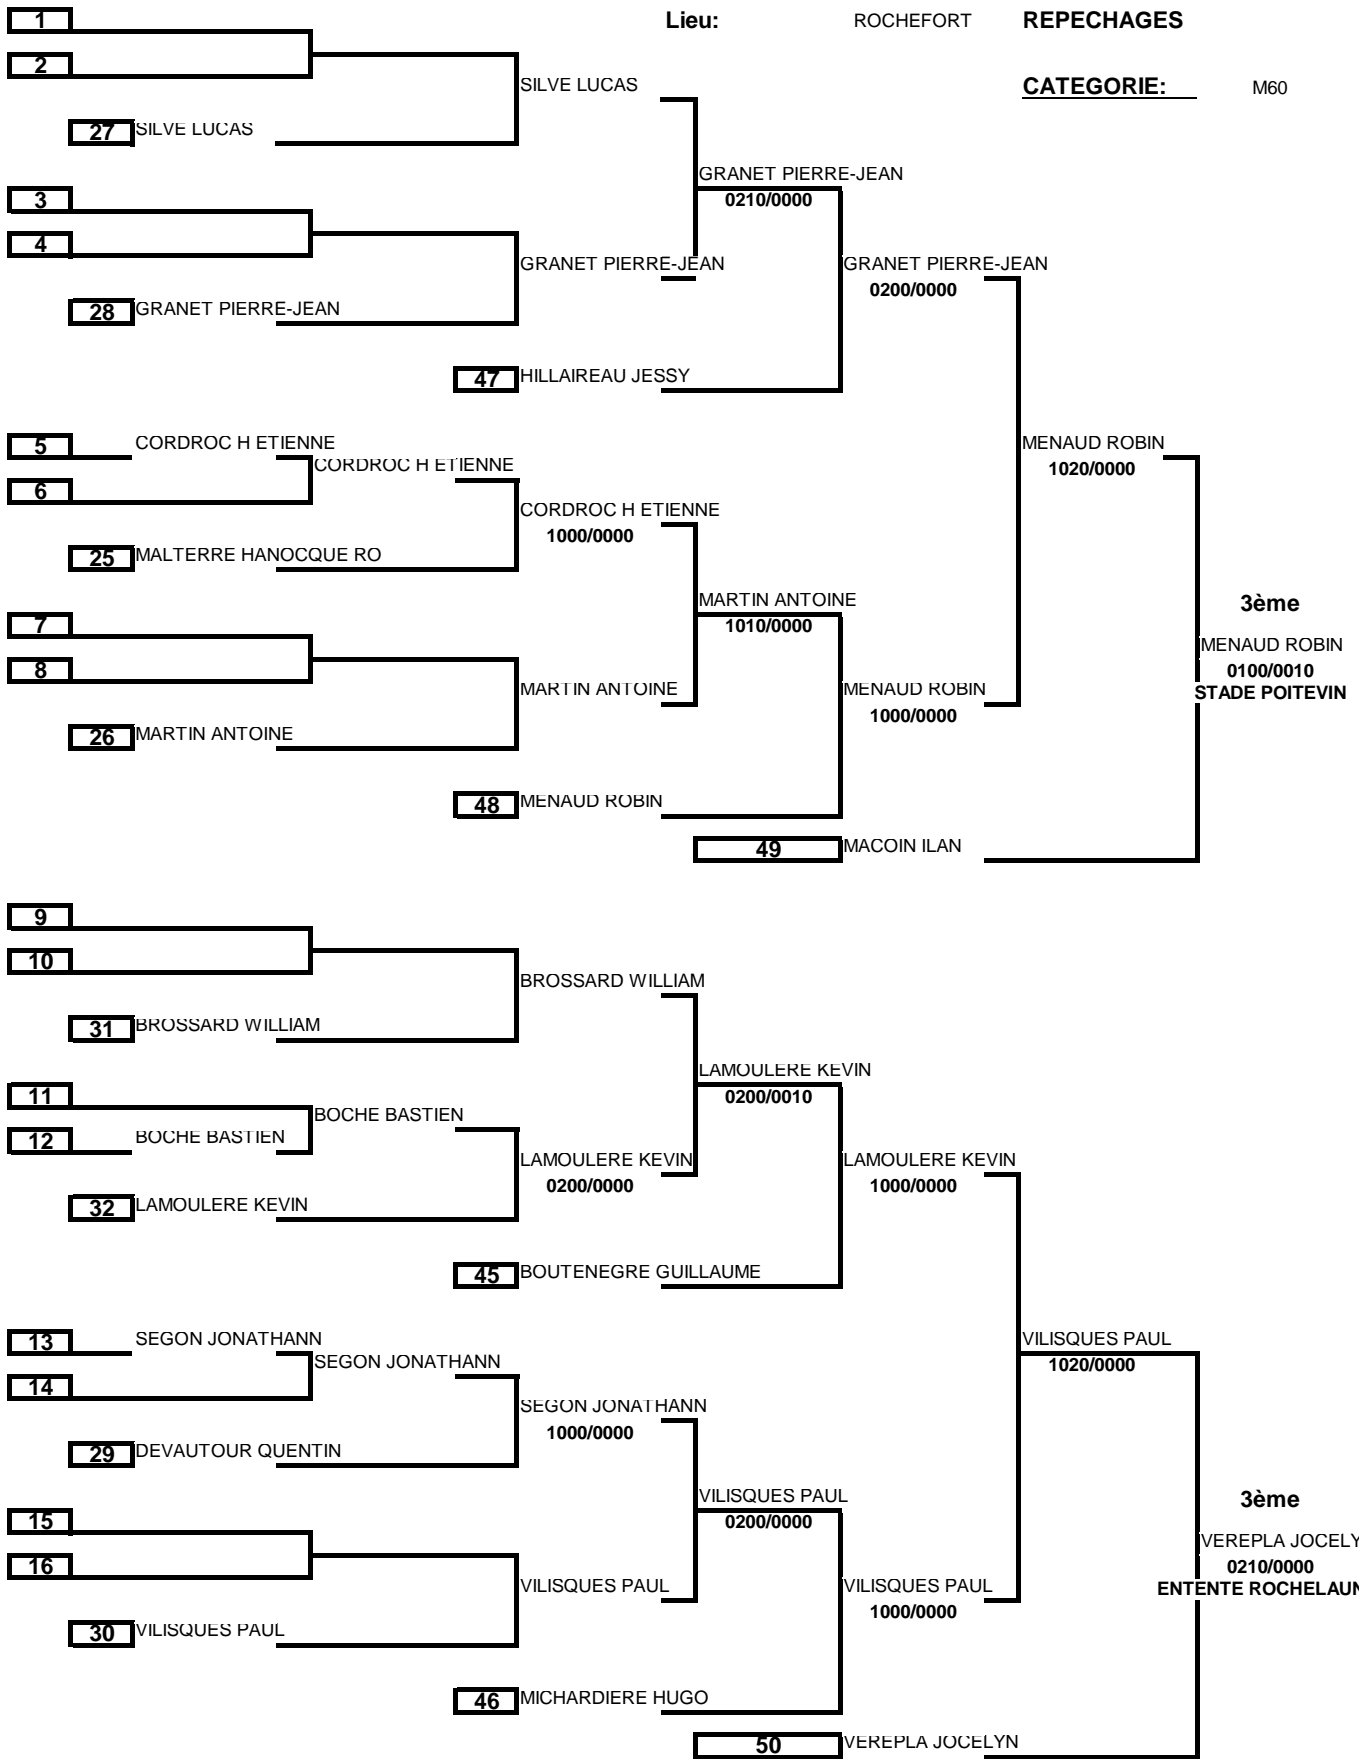 1
Lieu: ROCHEFORT REPECHAGES
2
SILVE LUCAS
CATEGORIE: M60
27 SILVE LUCAS
GRANET PIERRE-JEAN
3
0210/0000
4
GRANET PIERRE-JEAN
GRANET PIERRE-JEAN
0200/0000
28 GRANET PIERRE-JEAN
47 HILLAIREAU JESSY
5 CORDROC H ETIENNE
MENAUD ROBIN
CORDROC H ETIENNE
1020/0000
6
CORDROC H ETIENNE
1000/0000
25 MALTERRE HANOCQUE RO
MARTIN ANTOINE
3ème
7
1010/0000
MENAUD ROBIN
8
0100/0010
MARTIN ANTOINE
MENAUD ROBIN
STADE POITEVIN
1000/0000
26 MARTIN ANTOINE
48 MENAUD ROBIN
49 MACOIN ILAN
9
10
BROSSARD WILLIAM
31 BROSSARD WILLIAM
LAMOULERE KEVIN
11
0200/0010
BOCHE BASTIEN
12 BOCHE BASTIEN
LAMOULERE KEVIN
LAMOULERE KEVIN
0200/0000
1000/0000
32 LAMOULERE KEVIN
45 BOUTENEGRE GUILLAUME
13 SEGON JONATHANN
VILISQUES PAUL
SEGON JONATHANN
1020/0000
14
SEGON JONATHANN
1000/0000
29 DEVAUTOUR QUENTIN
VILISQUES PAUL
3ème
15
0200/0000
VEREPLA JOCELY
16
0210/0000
VILISQUES PAUL
VILISQUES PAUL
ENTENTE ROCHELAUN
1000/0000
30 VILISQUES PAUL
46 MICHARDIERE HUGO
50 VEREPLA JOCELYN